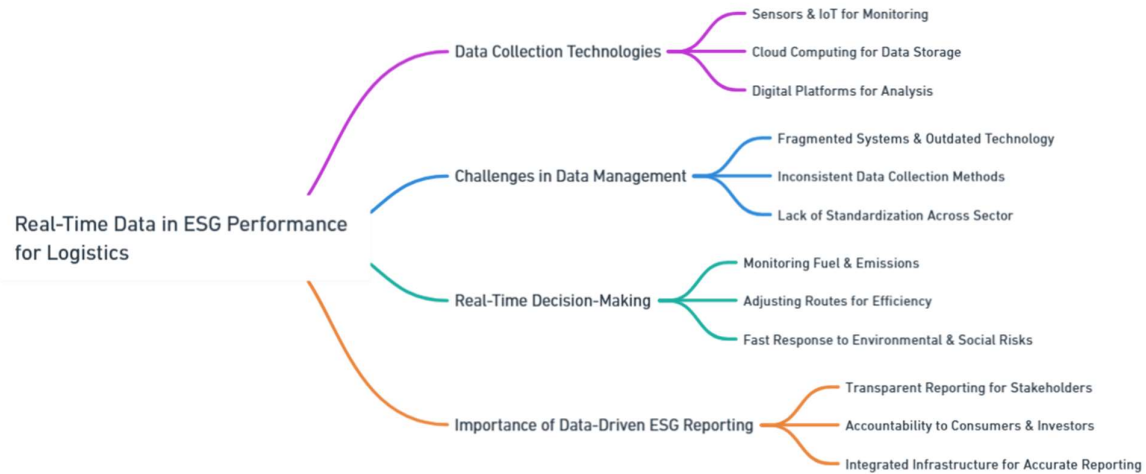 Real-Time Data in ESG Performance
for Logistics
Data Collection Technologies
Sensors & IoT for Monitoring
Cloud Computing for Data Storage
Digital Platforms for Analysis
Challenges in Data Management
Fragmented Systems & Outdated Technology
Inconsistent Data Collection Methods
Lack of Standardization Across Sector
Real-Time Decision-Making
Monitoring Fuel & Emissions
Adjusting Routes for Efficiency
Fast Response to Environmental & Social Risks
Importance of Data-Driven ESG Reporting
Transparent Reporting for Stakeholders
Accountability to Consumers & Investors
Integrated Infrastructure for Accurate Reporting